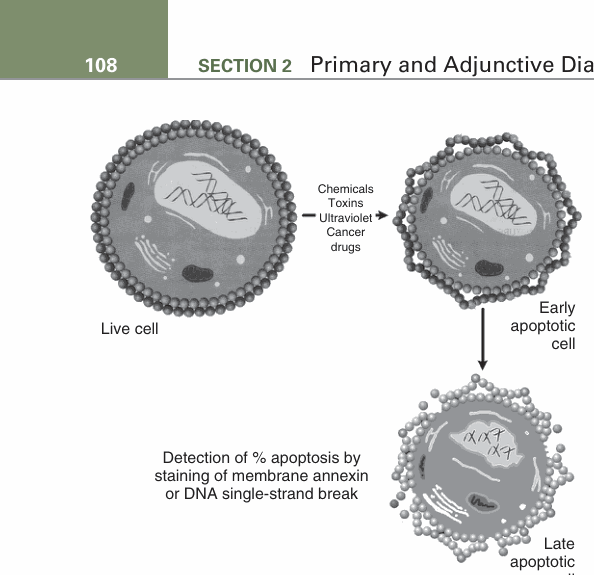 108 SECTION 2 Primary and Adjunctive Dia
Chemicals
Toxins
Ultraviolet
Cancer
drugs
Live cell
Early
apoptotic
cell
Detection of % apoptosis by
staining of membrane annexin
or DNA single-strand break
Late
apoptotic